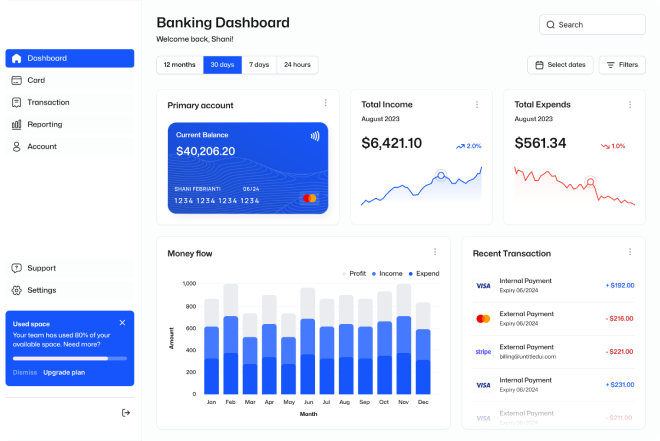 Dashboard
Card
Transaction
Reporting
Account
Support
Settings
Used space
Your team has used 80% of your
available space. Need more?
Dismiss Upgrade plan
Banking Dashboard
Welcome back, Shani!
Search
12 months 30 days 7 days 24 hours
Select dates Filters
Primary account
Current Balance
$40,206.20
SHANI FEBRIANTI 06/24
1234 1234 1234 1234
Total Income
August 2023
$6,421.10
2.0%
Total Expends
August 2023
$561.34
1.0%
Money flow
Profit Income Expend
1,000
800
600
400
200
0
Amount
Jan Feb Mar Apr May Jun Jul Aug Sep Oct Nov Dec
Month
Recent Transaction
VISA Internal Payment + $192.00
Expiry 06/2024
External Payment - $216.00
Expiry 06/2024
stripe External Payment - $221.00
billing@untitledui.com
VISA Internal Payment + $231.00
Expiry 06/2024
External Payment - $211.00
Expiry 06/2024